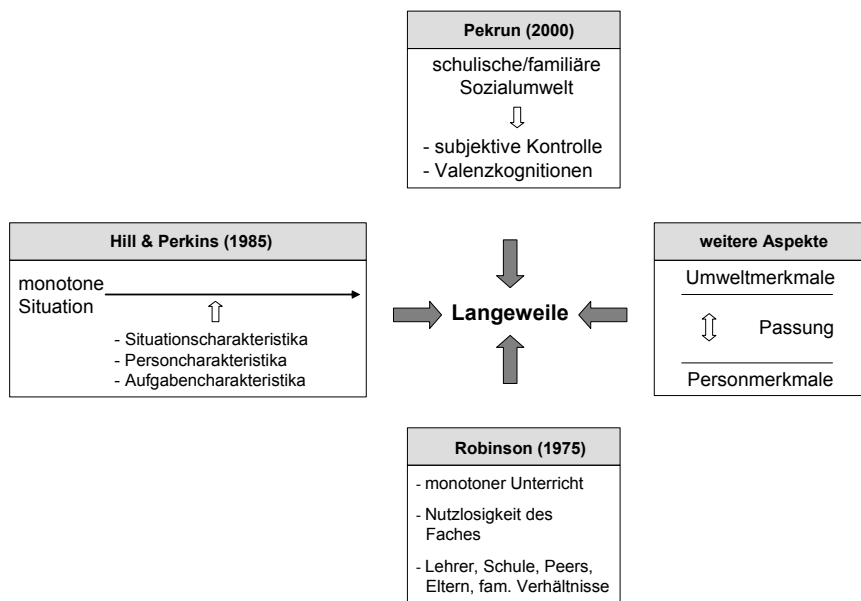 Pekrun (2000)
schulische/familiäre
Sozialumwelt
- subjektive Kontrolle
- Valenzkognitionen
Hill & Perkins (1985)
monotone
Situation
- Situationscharakteristika
- Personcharakteristika
- Aufgabencharakteristika
Langeweile
weitere Aspekte
Umweltmerkmale
Passung
Personmerkmale
Robinson (1975)
- monotoner Unterricht
- Nutzlosigkeit des
Faches
- Lehrer, Schule, Peers,
Eltern, fam. Verhältnisse